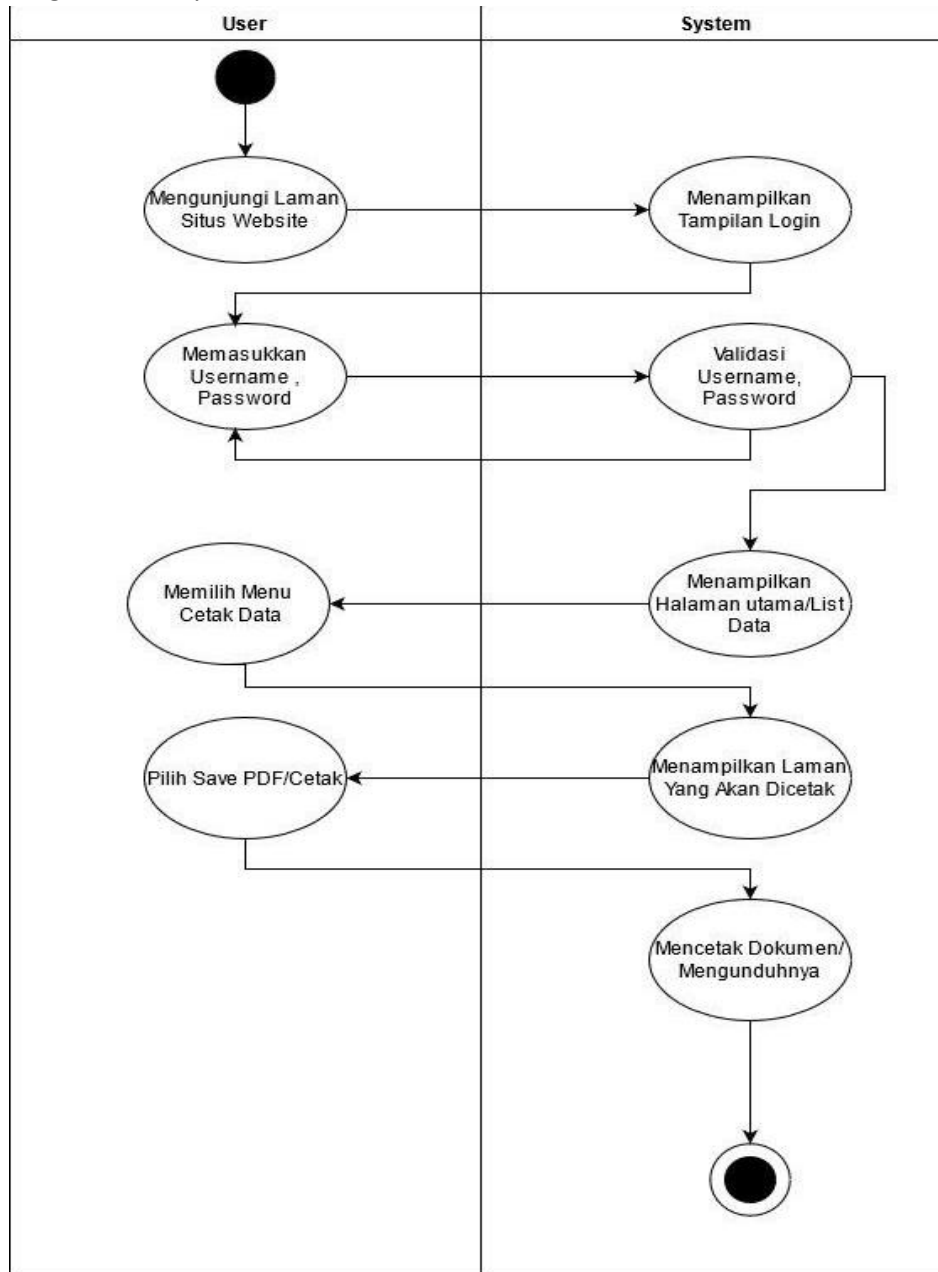 User
System
Mengunjungi Laman
Situs Website
Menampilkan
Tampilan Login
Memasukkan
Username ,
Password
Validasi
Username,
Password
Memilih Menu
Cetak Data
Menampilkan
Halaman utama/List
Data
Pilih Save PDF/Cetak
Menampilkan Laman
Yang Akan Dicetak
Mencetak Dokumen/
Mengunduhnya